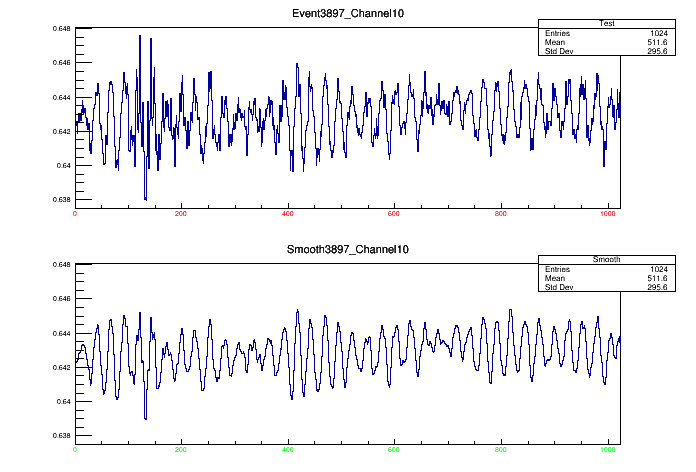 Event3897_Channel10
Test
Entries 1024
Mean 511.6
Std Dev 295.6
0.648
0.646
0.644
0.642
0.64
0.638
0 200 400 600 800 1000
Smooth3897_Channel10
Smooth
Entries 1024
Mean 511.6
Std Dev 295.6
0.648
0.646
0.644
0.642
0.64
0.638
0 200 400 600 800 1000